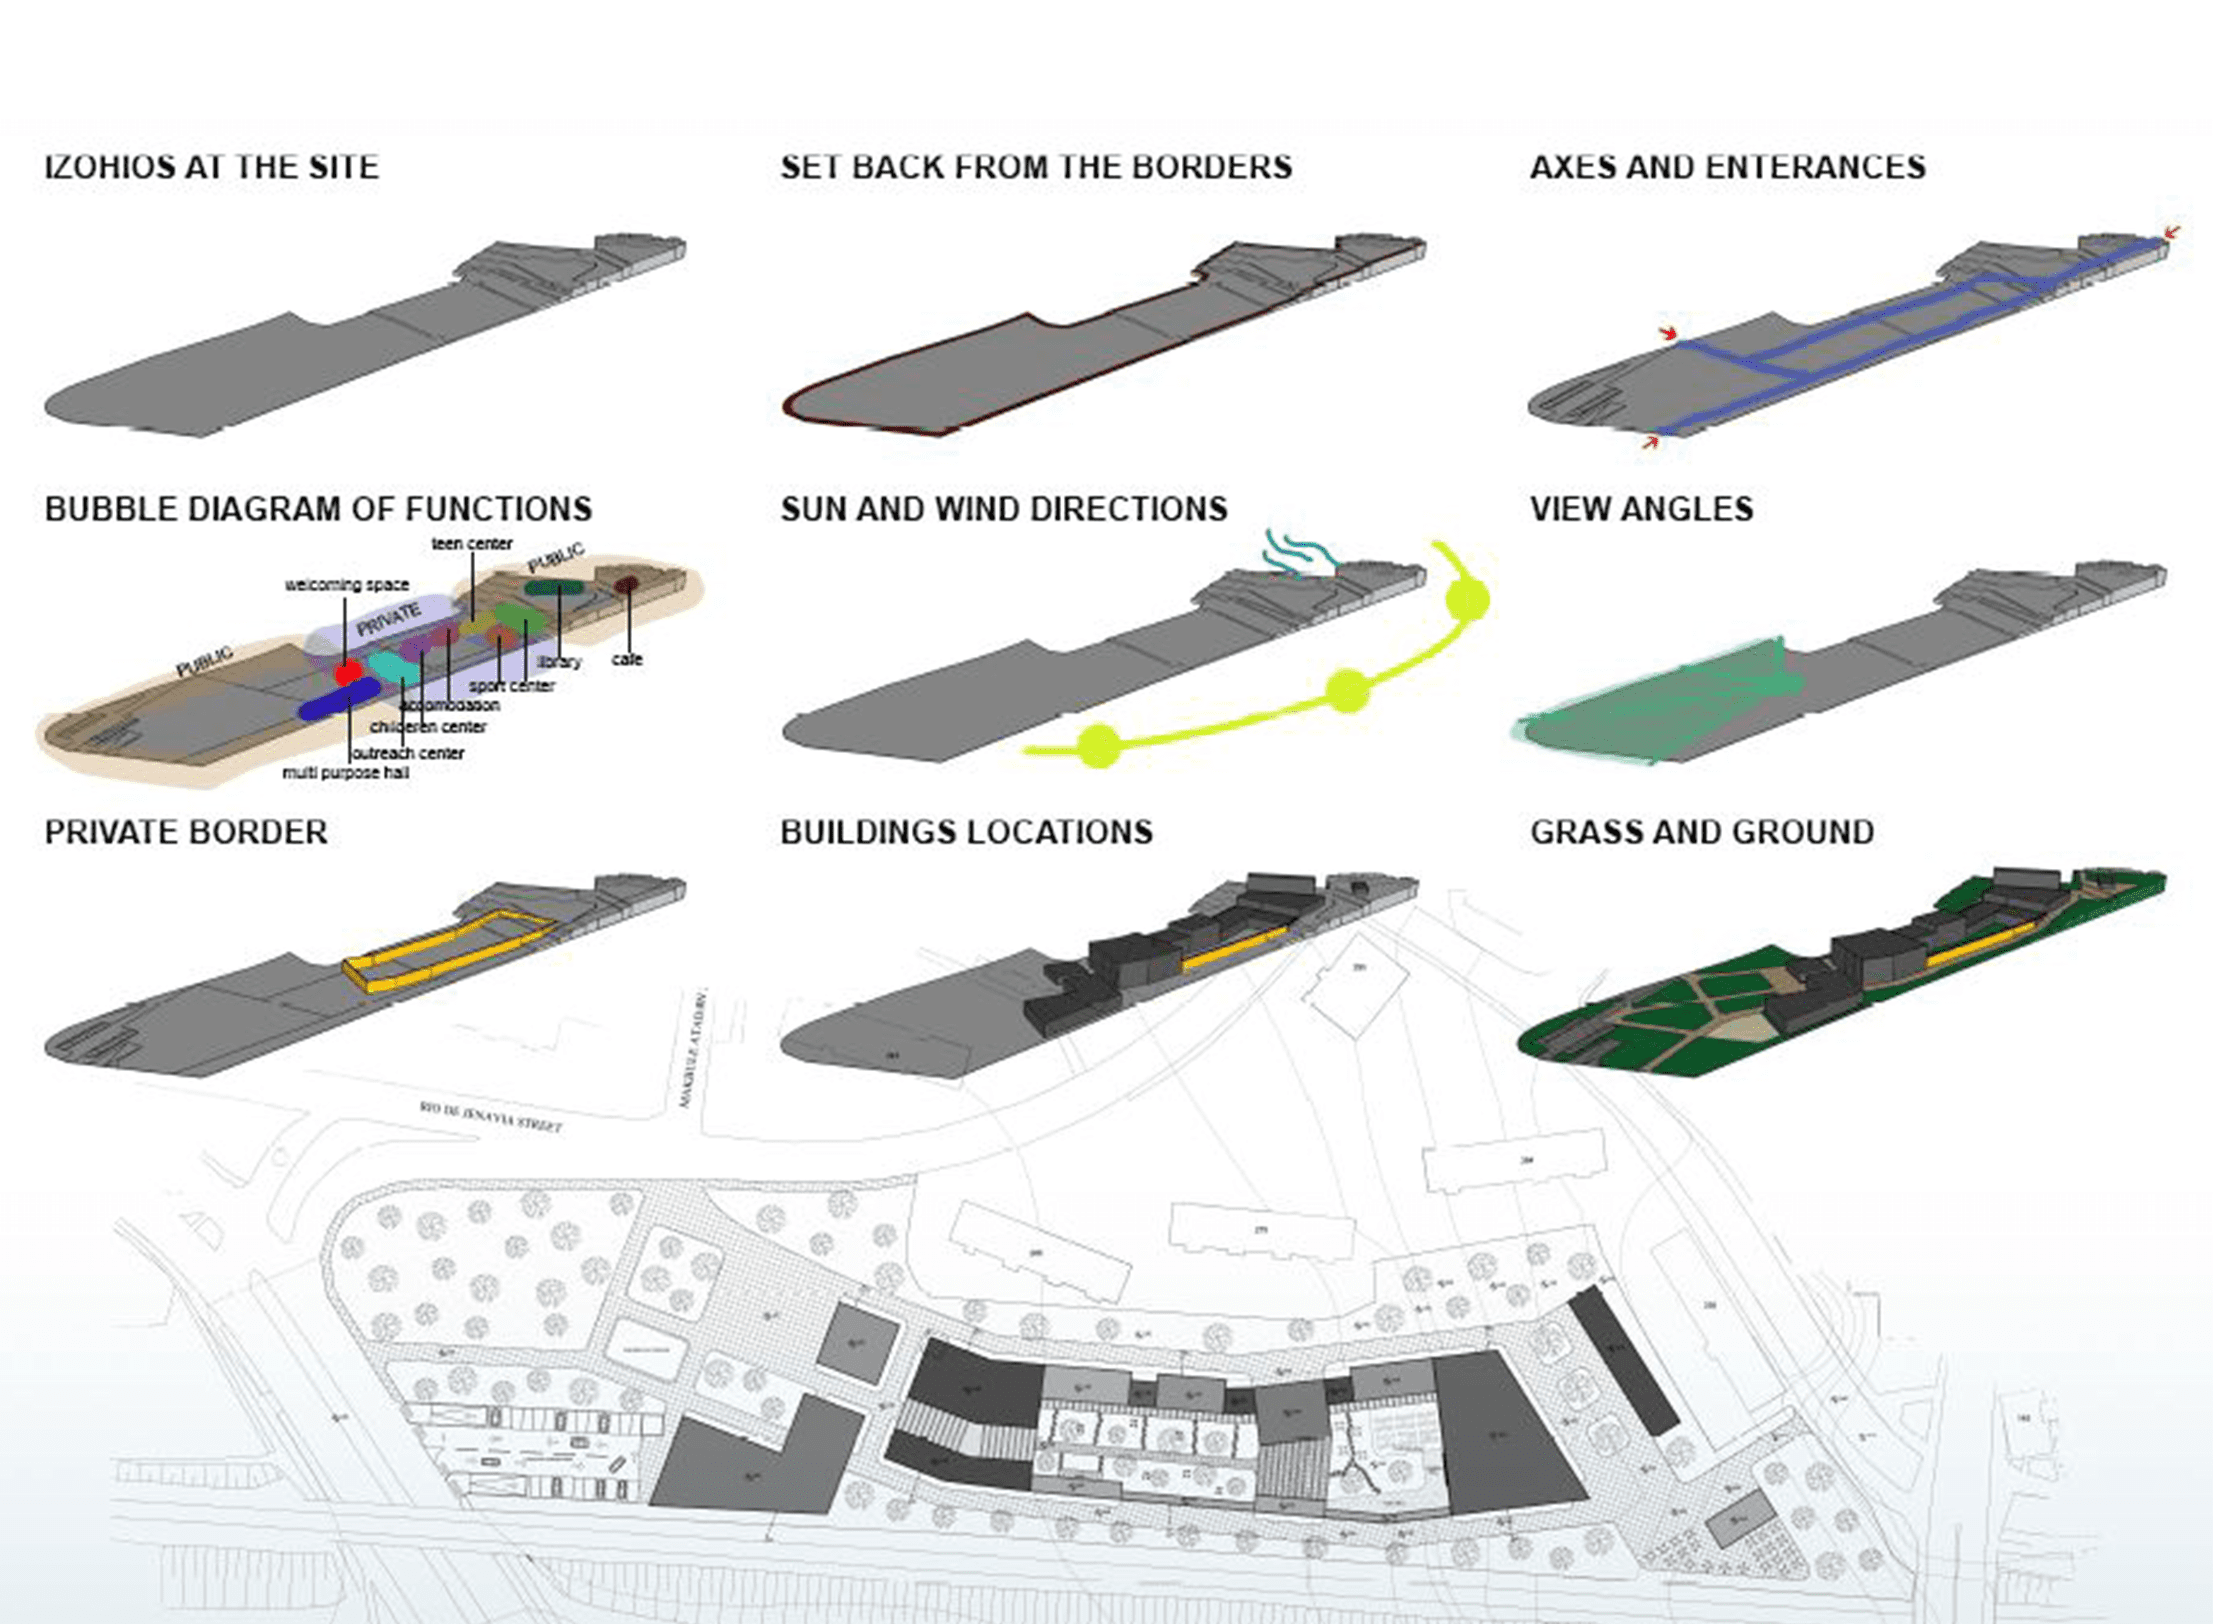 IZOHIOS AT THE SITE
SET BACK FROM THE BORDERS
AXES AND ENTERANCES
BUBBLE DIAGRAM OF FUNCTIONS
SUN AND WIND DIRECTIONS
VIEW ANGLES
teen center
PUBLIC
welcoming space
PRIVATE
PUBLIC
library
cafe
sport center
accomodation
childeren center
outreach center
multi purpose hall
PRIVATE BORDER
BUILDINGS LOCATIONS
GRASS AND GROUND
MAKBULE ATADAN
RIO DE JENAVIA STREET